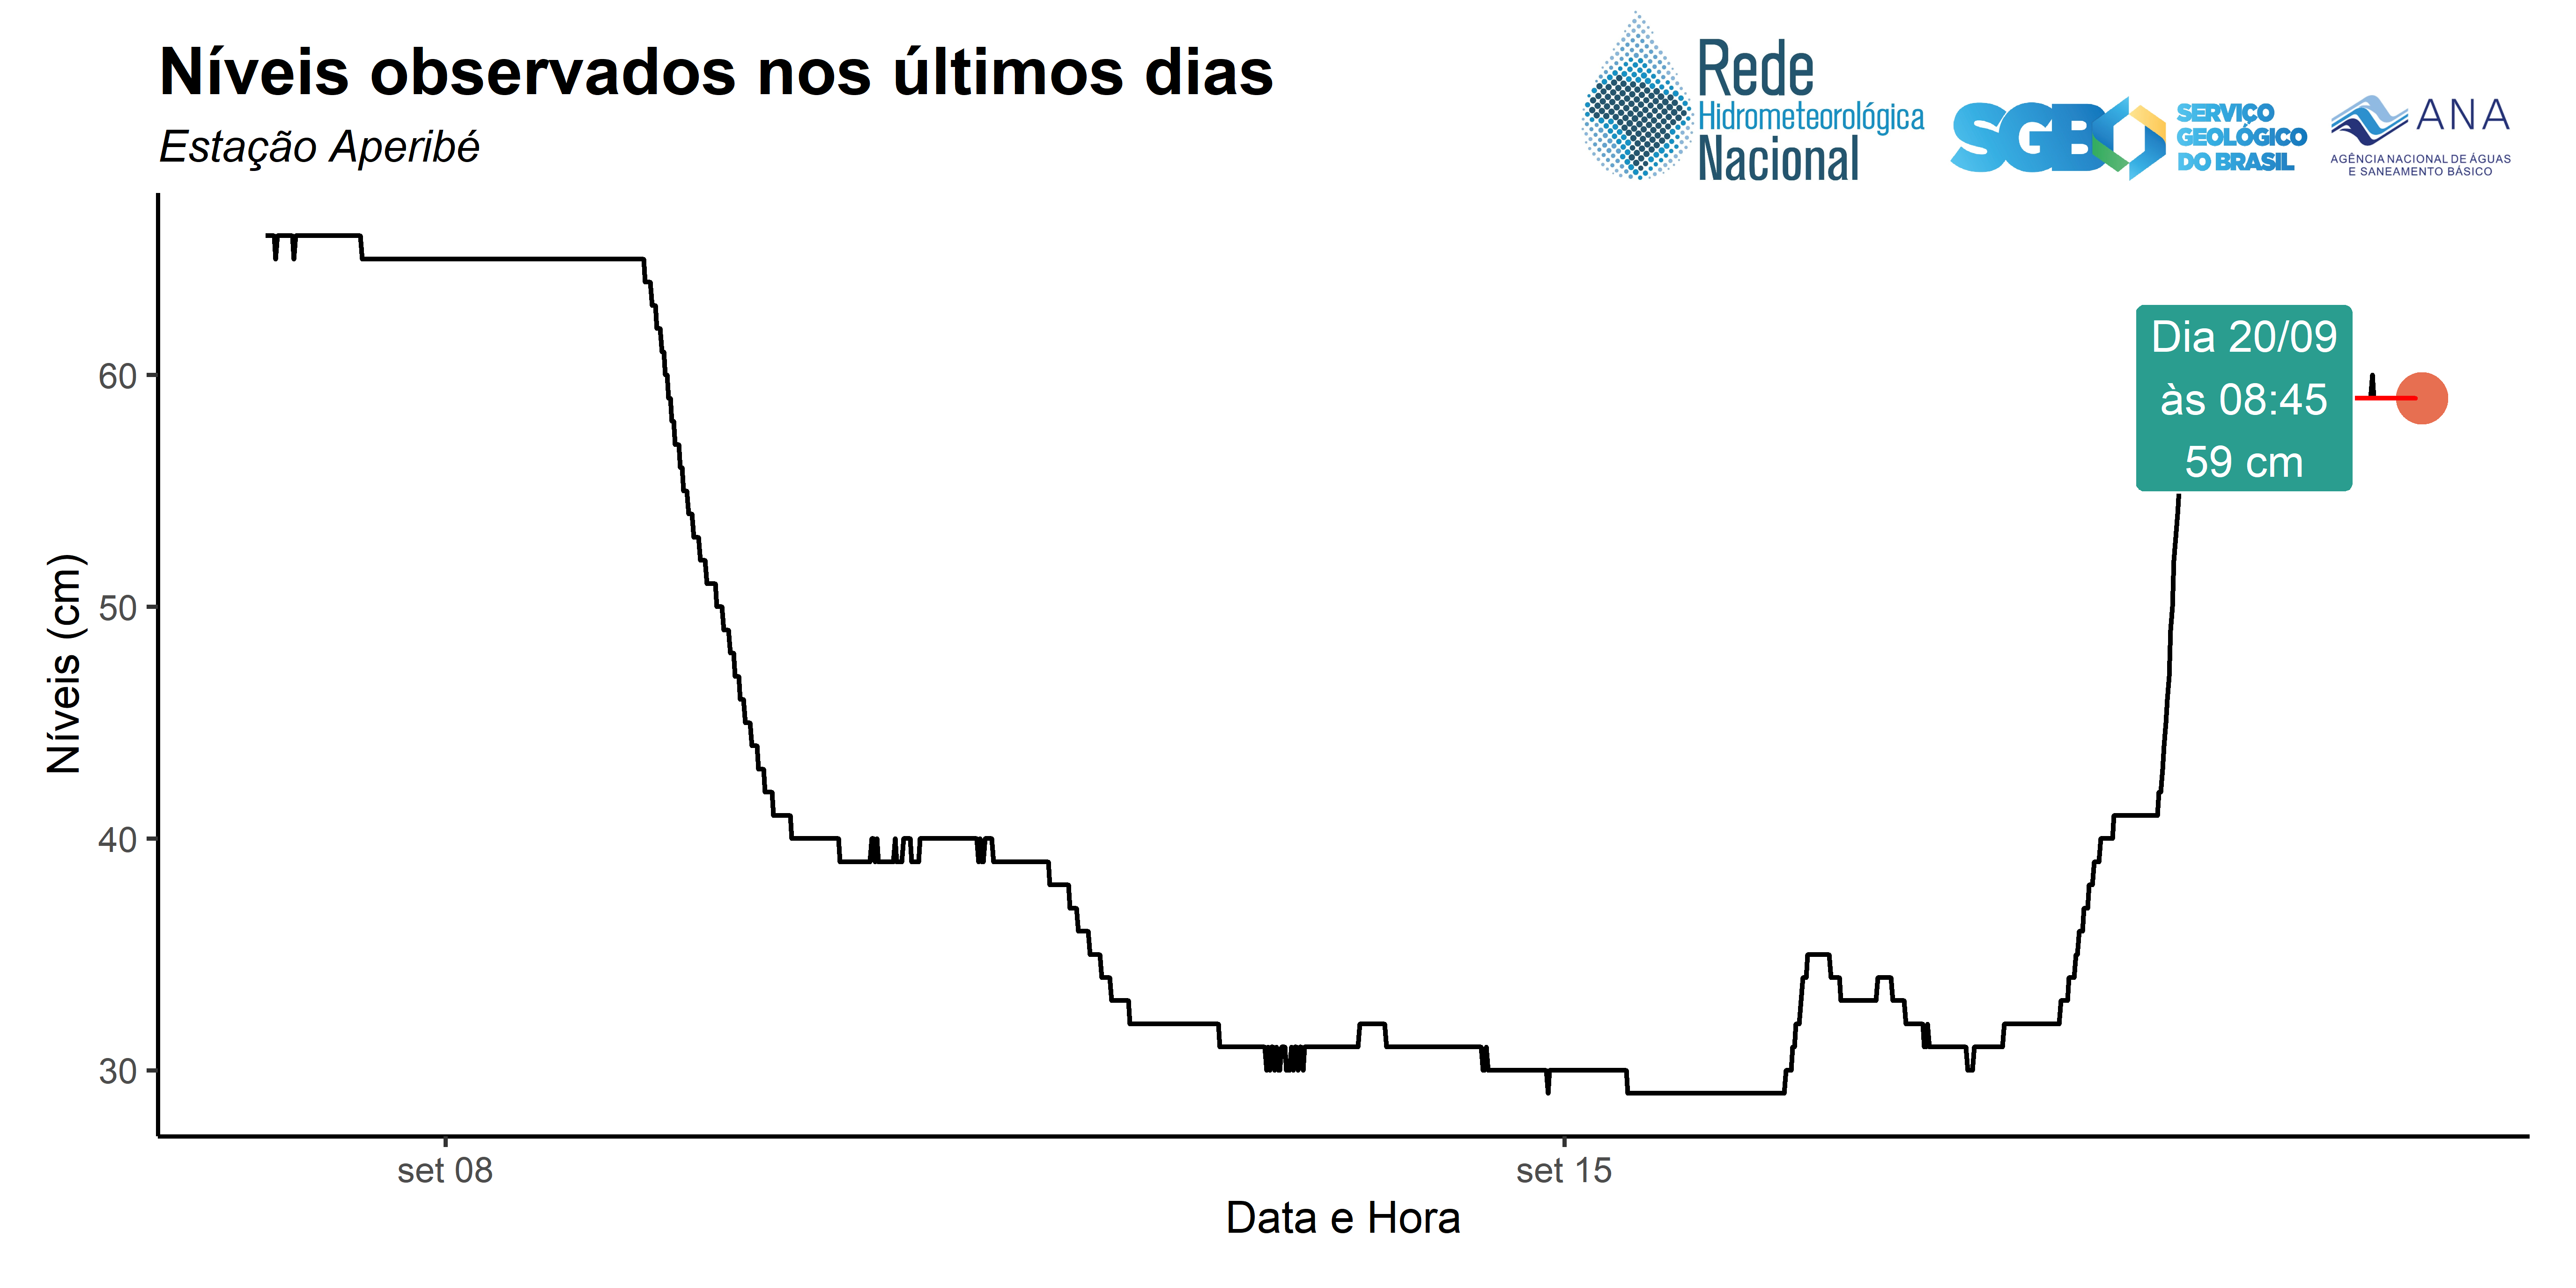 Níveis observados nos últimos dias
Estação Aperibé
Rede
Hidrometeorológica
Nacional
SGB
SERVIÇO
GEOLÓGICO
DO BRASIL
ANA
AGÊNCIA NACIONAL DE ÁGUAS
E SANEAMENTO BÁSICO
Níveis (cm)
60
50
40
30
Dia 20/09
às 08:45
59 cm
set 08
set 15
Data e Hora